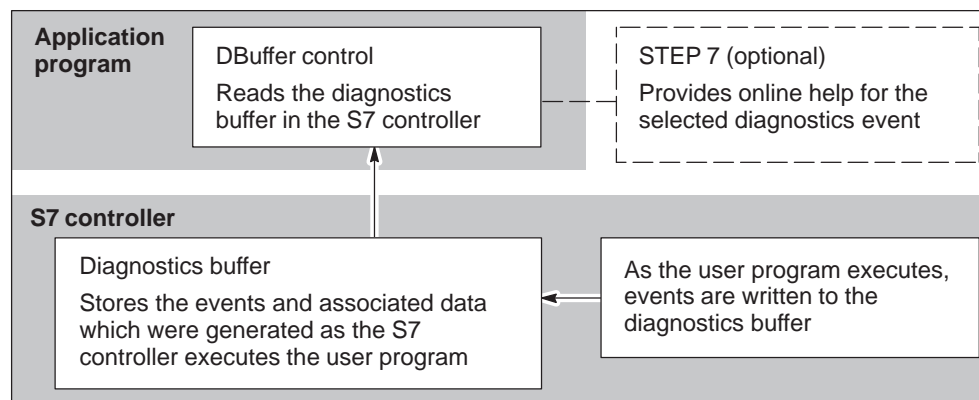 Application
program
DBuffer control
Reads the diagnostics
buffer in the S7 controller
STEP 7 (optional)
Provides online help for the
selected diagnostics event
S7 controller
Diagnostics buffer
Stores the events and associated data
which were generated as the S7
controller executes the user program
As the user program executes,
events are written to the
diagnostics buffer